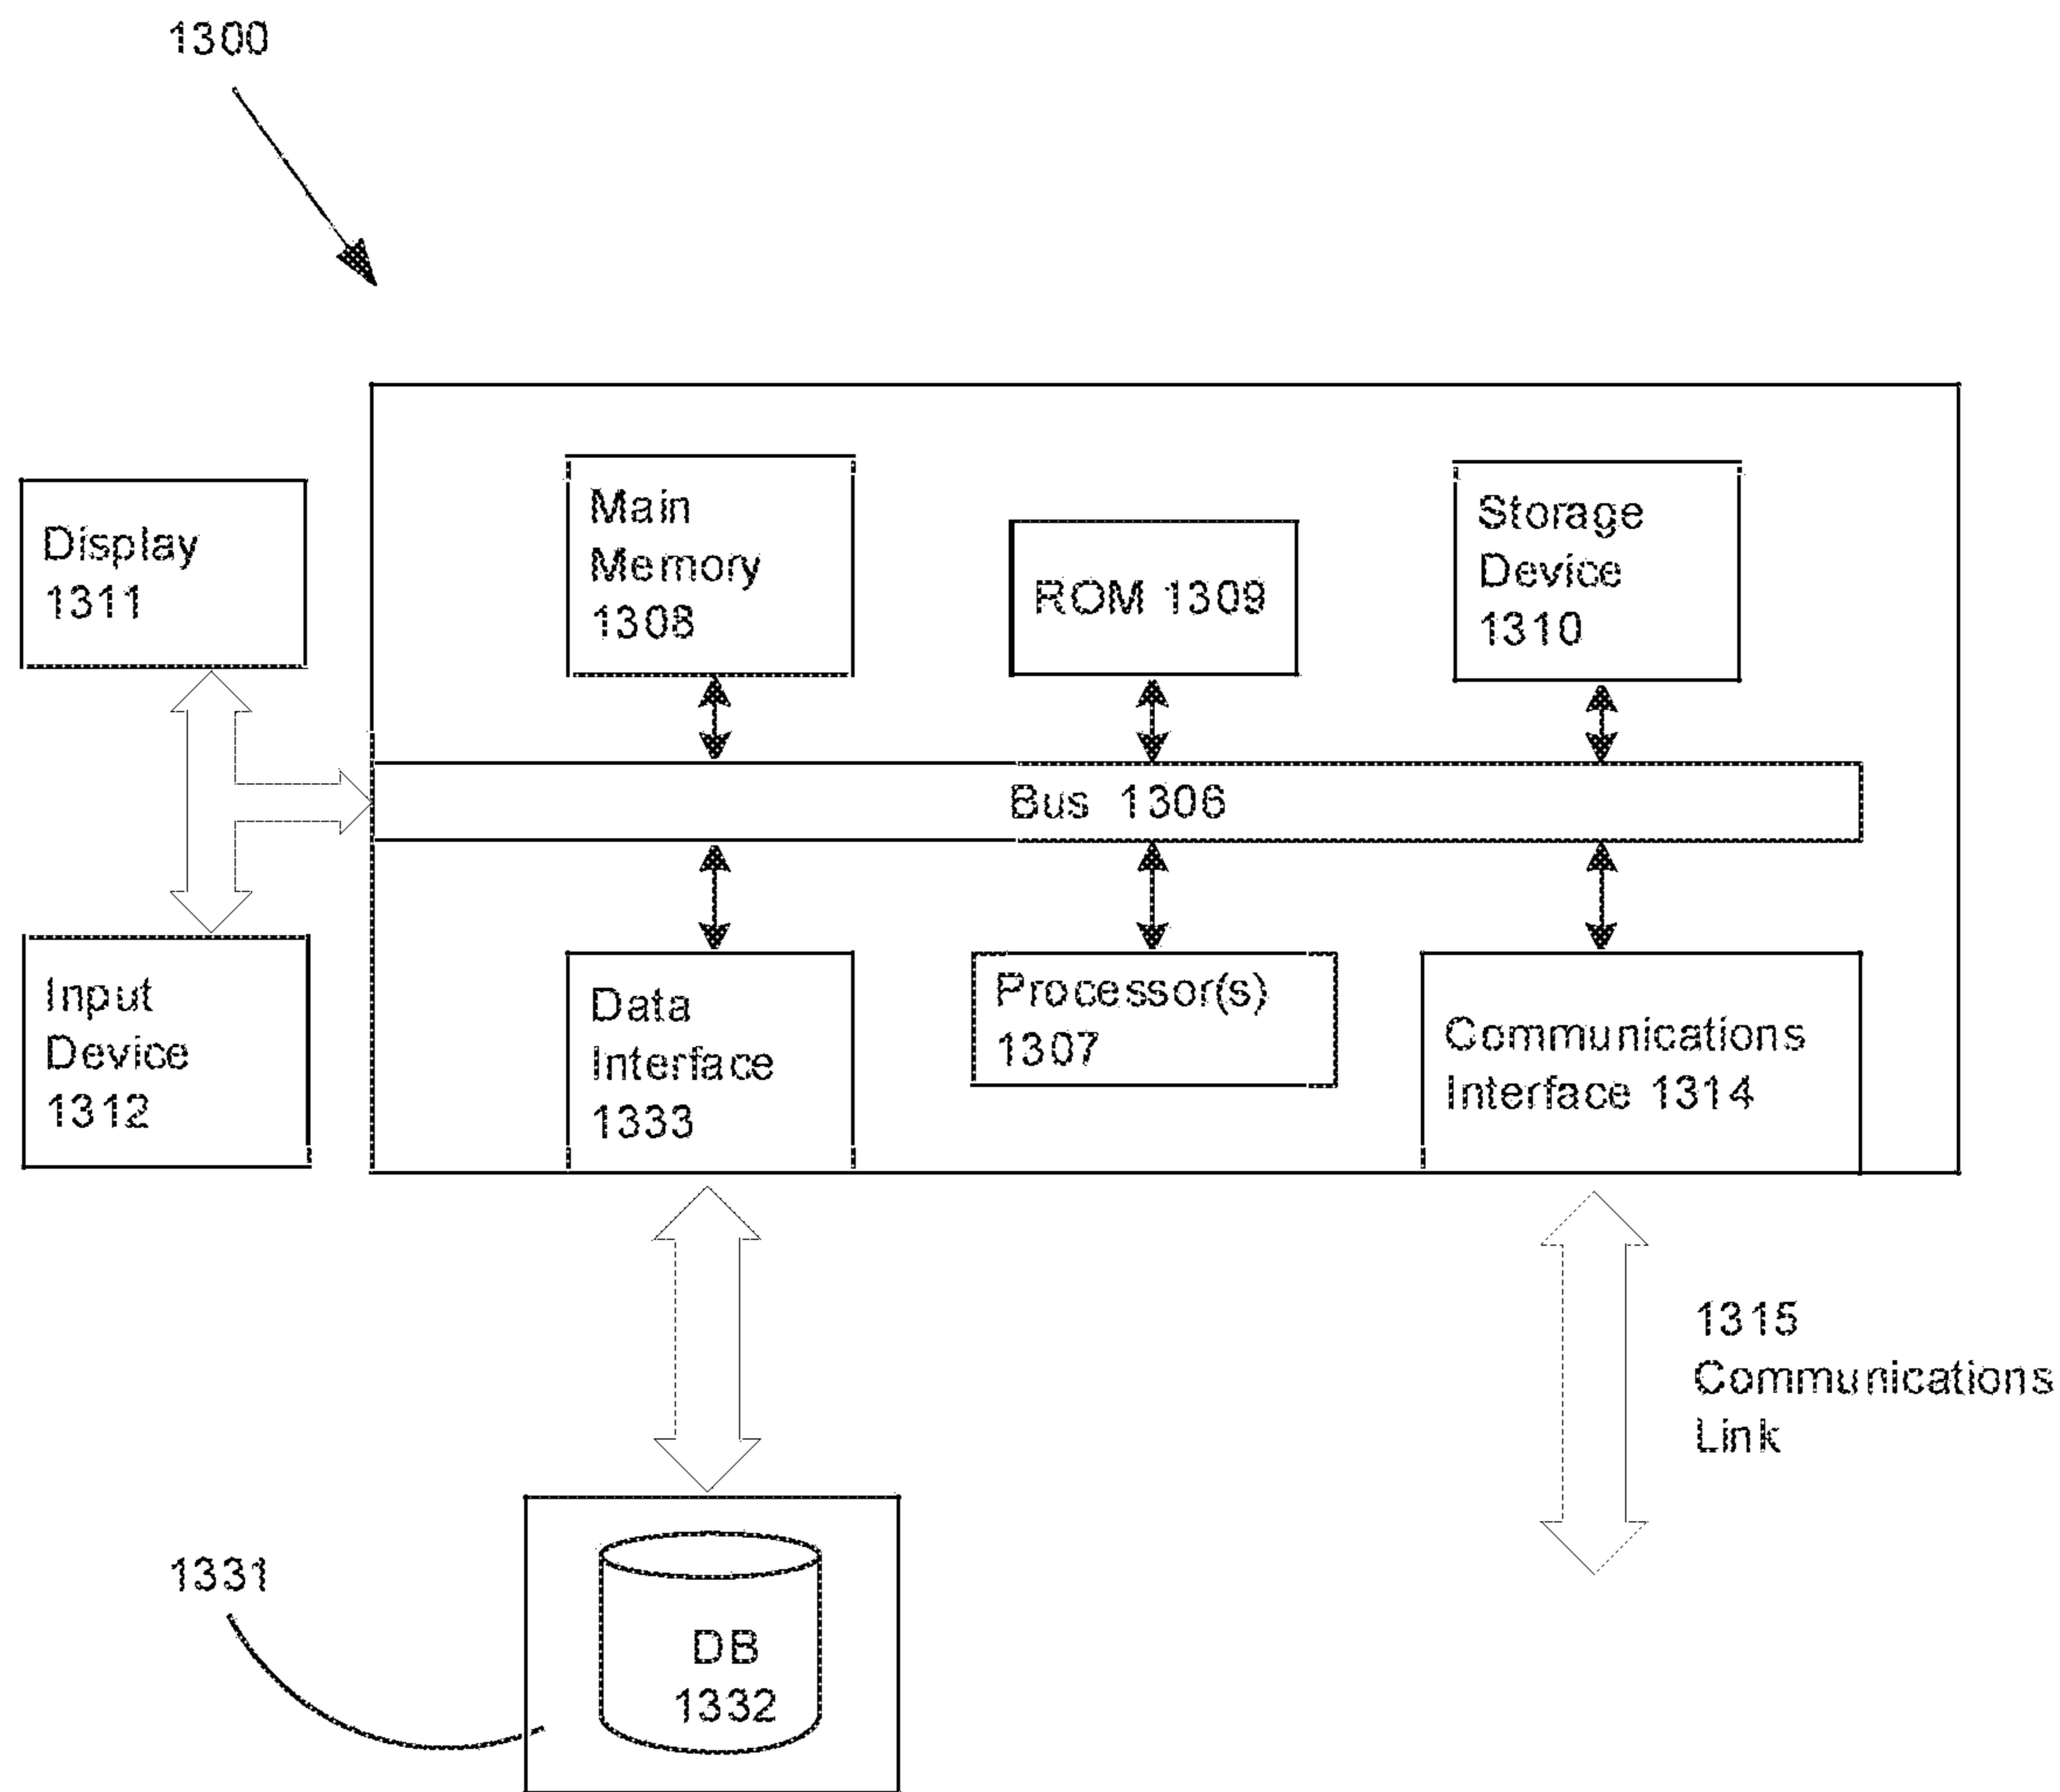 1300
Display
1311
Main
Memory
1308
ROM 1309
Storage
Device
1310
Bus 1306
Input
Device
1312
Data
Interface
1333
Processor(s)
1307
Communications
Interface 1314
1315
Communications
Link
1331
DB
1332